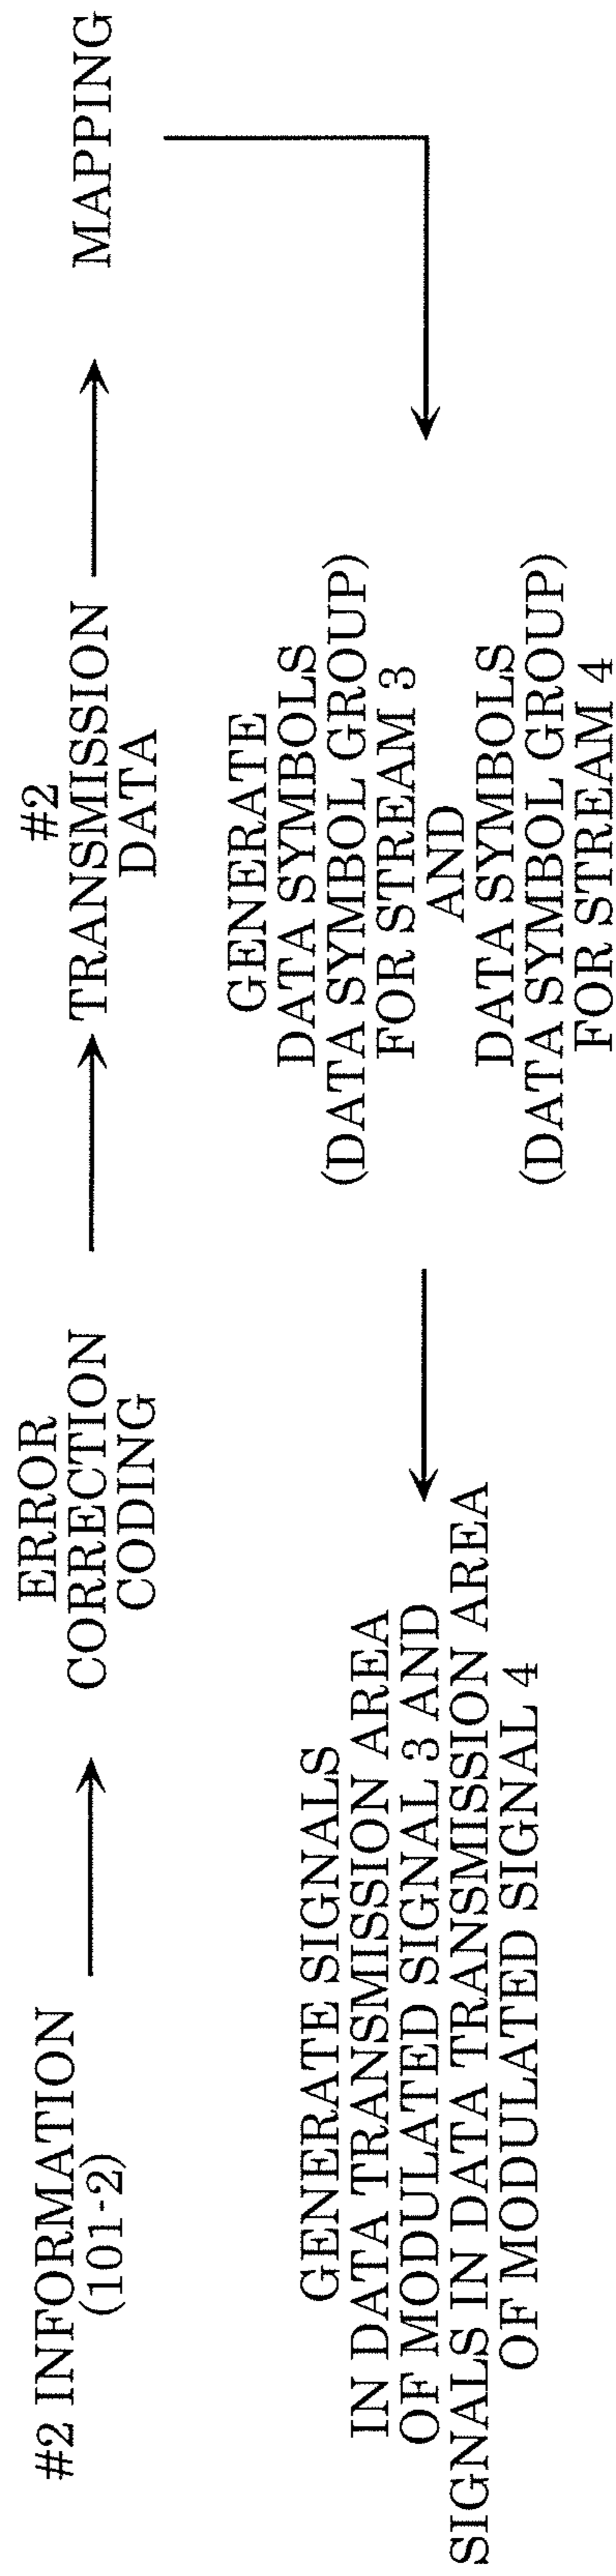 #2 INFORMATION
(101-2)
ERROR
CORRECTION
CODING
#2
TRANSMISSION
DATA
MAPPING
GENERATE
DATA SYMBOLS
(DATA SYMBOL GROUP)
FOR STREAM 3
AND
DATA SYMBOLS
(DATA SYMBOL GROUP)
FOR STREAM 4
GENERATE SIGNALS
IN DATA TRANSMISSION AREA
OF MODULATED SIGNAL 3 AND
SIGNALS IN DATA TRANSMISSION AREA
OF MODULATED SIGNAL 4